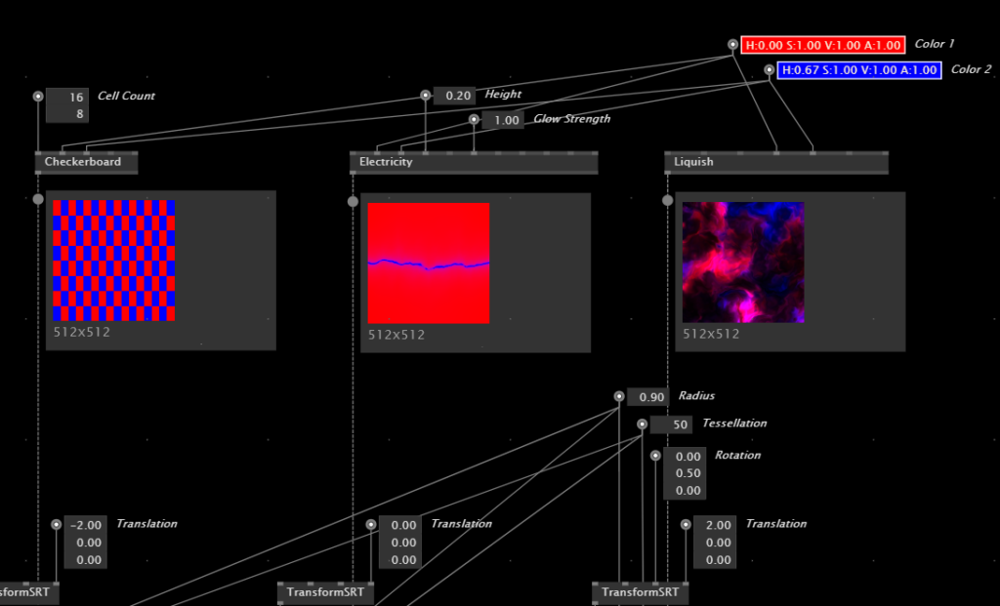 H:0.00 S:1.00 V:1.00 A:1.00 Color 1
H:0.67 S:1.00 V:1.00 A:1.00 Color 2
16 Cell Count
8
0.20 Height
1.00 Glow Strength
Checkerboard
Electricity
Liquish
512x512
512x512
512x512
0.90 Radius
50 Tessellation
0.00 Rotation
0.50
0.00
-2.00 Translation
0.00
0.00
0.00 Translation
0.00
0.00
2.00 Translation
0.00
0.00
sformSRT
TransformSRT
TransformSRT